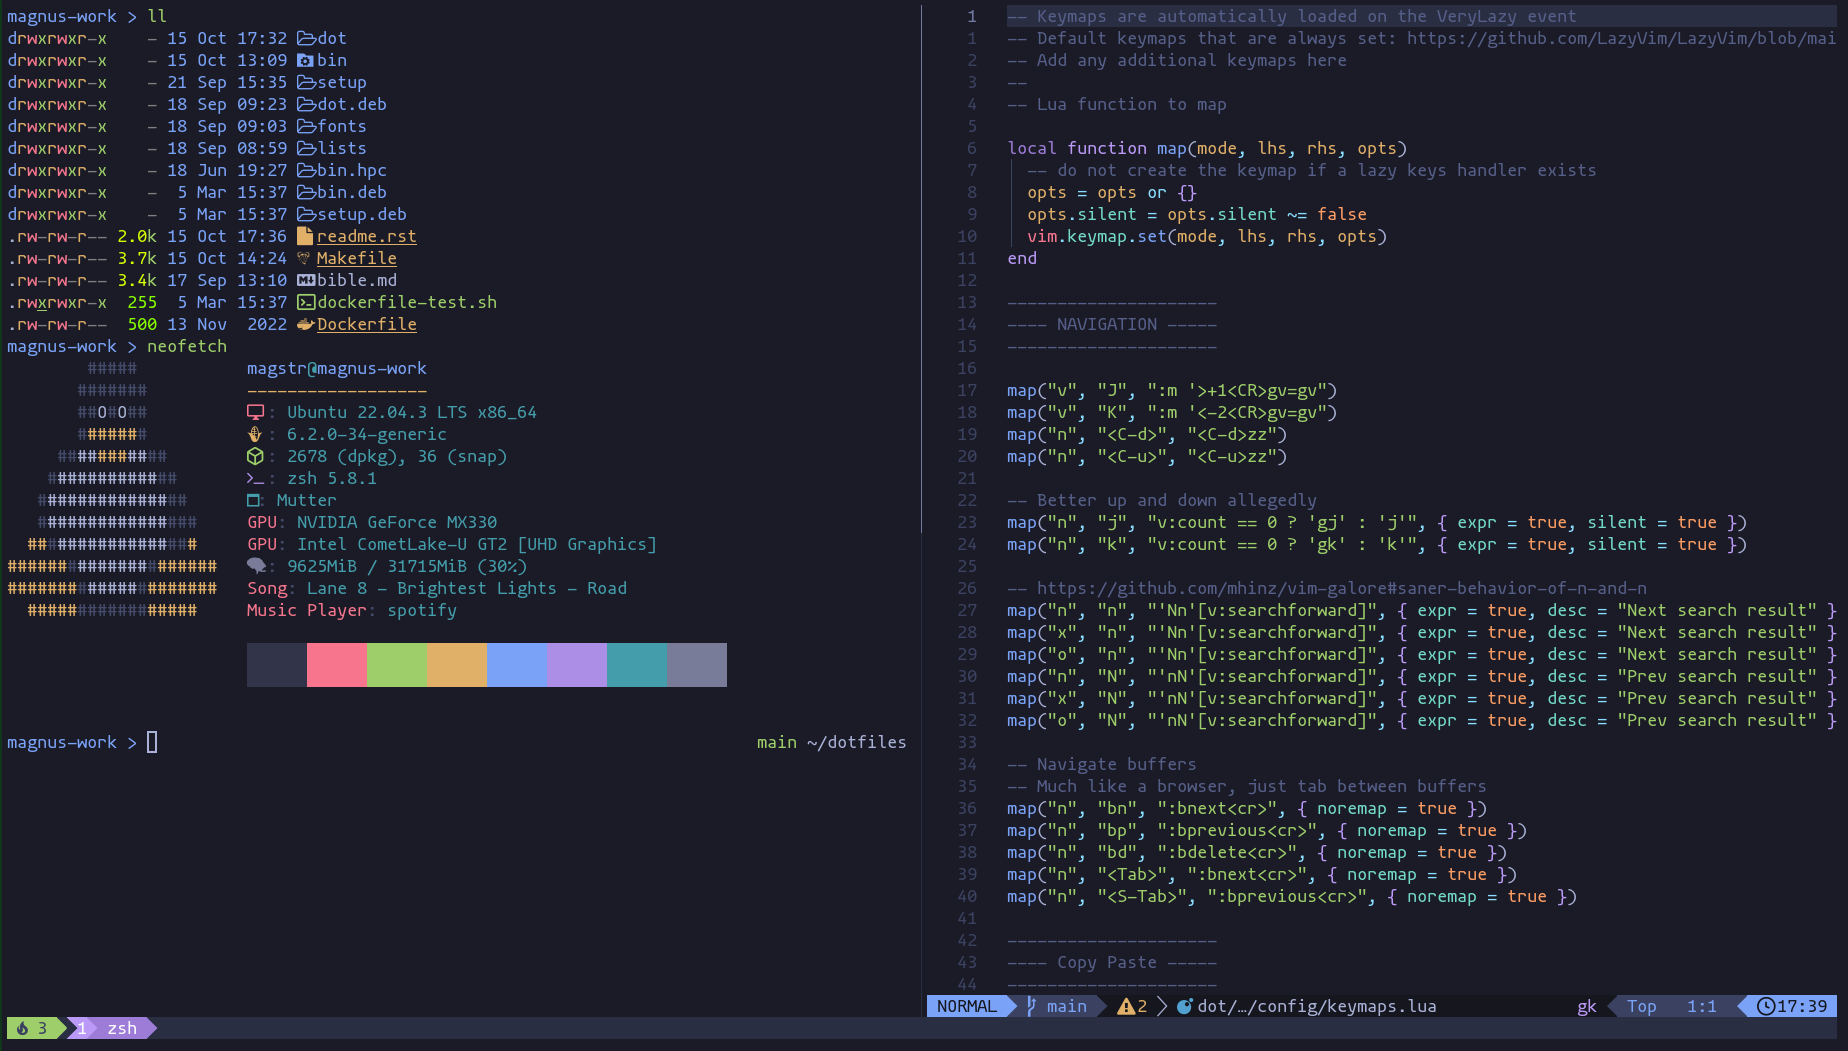 magnus-work > ll
drwxrwxr-x    - 15 Oct 17:32 dot
drwxrwxr-x    - 15 Oct 13:09 bin
drwxrwxr-x    - 21 Sep 15:35 setup
drwxrwxr-x    - 18 Sep 09:23 dot.deb
drwxrwxr-x    - 18 Sep 09:03 fonts
drwxrwxr-x    - 18 Sep 08:59 lists
drwxrwxr-x    - 18 Jun 19:27 bin.hpc
drwxrwxr-x    -  5 Mar 15:37 bin.deb
drwxrwxr-x    -  5 Mar 15:37 setup.deb
.rw-rw-r-- 2.0k 15 Oct 17:36 readme.rst
.rw-rw-r-- 3.7k 15 Oct 14:24 Makefile
.rw-rw-r-- 3.4k 17 Sep 13:10 bible.md
.rwxrwxr-x  255  5 Mar 15:37 dockerfile-test.sh
.rw-rw-r--  500 13 Nov  2022 Dockerfile
magnus-work > neofetch
        #####
       #######
       ##O#O##
       #######
     ###########
    #############
   ###############
   ################
  #################
#####################
#####################
  #################
magstr@magnus-work
------------------
: Ubuntu 22.04.3 LTS x86_64
: 6.2.0-34-generic
: 2678 (dpkg), 36 (snap)
: zsh 5.8.1
: Mutter
GPU: NVIDIA GeForce MX330
GPU: Intel CometLake-U GT2 [UHD Graphics]
: 9625MiB / 31715MiB (30%)
Song: Lane 8 - Brightest Lights - Road
Music Player: spotify
magnus-work > main ~/dotfiles
3 1 zsh
1 -- Keymaps are automatically loaded on the VeryLazy event
1 -- Default keymaps that are always set: https://github.com/LazyVim/LazyVim/blob/mai
2 -- Add any additional keymaps here
3 --
4 -- Lua function to map
5
6 local function map(mode, lhs, rhs, opts)
7   -- do not create the keymap if a lazy keys handler exists
8   opts = opts or {}
9   opts.silent = opts.silent ~= false
10   vim.keymap.set(mode, lhs, rhs, opts)
11 end
12
13 ---------------------
14 ---- NAVIGATION -----
15 ---------------------
16
17 map("v", "J", ":m '>+1<CR>gv=gv")
18 map("v", "K", ":m '<-2<CR>gv=gv")
19 map("n", "<C-d>", "<C-d>zz")
20 map("n", "<C-u>", "<C-u>zz")
21
22 -- Better up and down allegedly
23 map("n", "j", "v:count == 0 ? 'gj' : 'j'", { expr = true, silent = true })
24 map("n", "k", "v:count == 0 ? 'gk' : 'k'", { expr = true, silent = true })
25
26 -- https://github.com/mhinz/vim-galore#saner-behavior-of-n-and-n
27 map("n", "n", "'Nn'[v:searchforward]", { expr = true, desc = "Next search result" }
28 map("x", "n", "'Nn'[v:searchforward]", { expr = true, desc = "Next search result" }
29 map("o", "n", "'Nn'[v:searchforward]", { expr = true, desc = "Next search result" }
30 map("n", "N", "'nN'[v:searchforward]", { expr = true, desc = "Prev search result" }
31 map("x", "N", "'nN'[v:searchforward]", { expr = true, desc = "Prev search result" }
32 map("o", "N", "'nN'[v:searchforward]", { expr = true, desc = "Prev search result" }
33
34 -- Navigate buffers
35 -- Much like a browser, just tab between buffers
36 map("n", "bn", ":bnext<cr>", { noremap = true })
37 map("n", "bp", ":bprevious<cr>", { noremap = true })
38 map("n", "bd", ":bdelete<cr>", { noremap = true })
39 map("n", "<Tab>", ":bnext<cr>", { noremap = true })
40 map("n", "<S-Tab>", ":bprevious<cr>", { noremap = true })
41
42 ---------------------
43 ---- Copy Paste -----
44 ---------------------
NORMAL main 2 dot/…/config/keymaps.lua gk Top 1:1 17:39